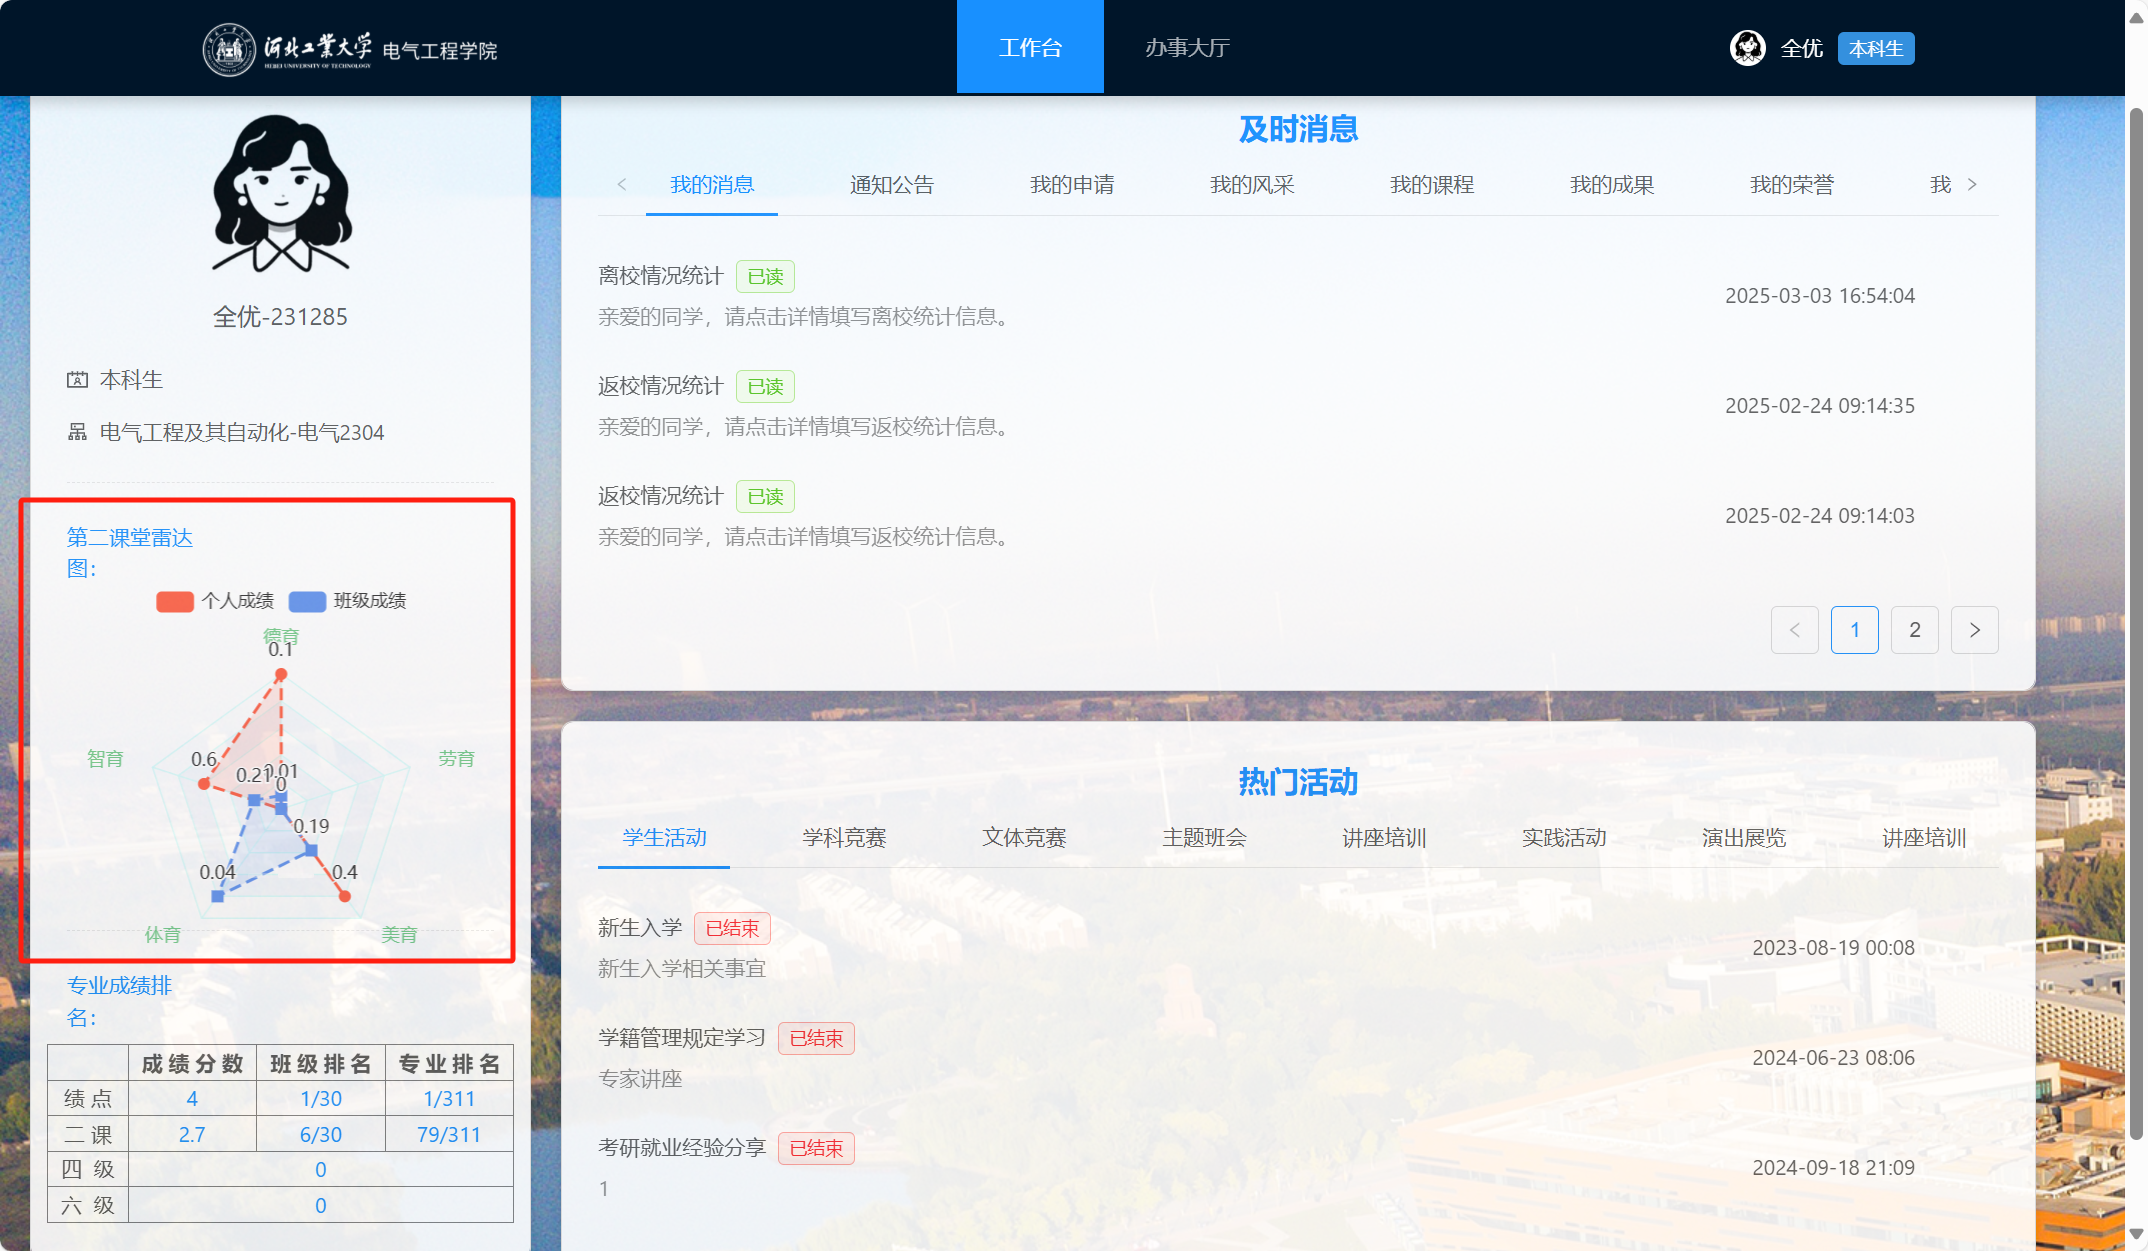 河北工业大学 电气工程学院
HEBEI UNIVERSITY OF TECHNOLOGY
工作台
办事大厅
全优 本科生
全优-231285
本科生
电气工程及其自动化-电气2304
第二课堂雷达
图：
个人成绩 班级成绩
德育
0.1
智育
劳育
0.6
0.21
0.01
0
0.19
0.04
0.4
体育
美育
专业成绩排
名：
成绩分数 班级排名 专业排名
绩点 4 1/30 1/311
二课 2.7 6/30 79/311
四级 0
六级 0
及时消息
< 我的消息 通知公告 我的申请 我的风采 我的课程 我的成果 我的荣誉 我 >
离校情况统计 已读
亲爱的同学，请点击详情填写离校统计信息。
2025-03-03 16:54:04
返校情况统计 已读
亲爱的同学，请点击详情填写返校统计信息。
2025-02-24 09:14:35
返校情况统计 已读
亲爱的同学，请点击详情填写返校统计信息。
2025-02-24 09:14:03
< 1 2 >
热门活动
学生活动 学科竞赛 文体竞赛 主题班会 讲座培训 实践活动 演出展览 讲座培训
新生入学 已结束
新生入学相关事宜
2023-08-19 00:08
学籍管理规定学习 已结束
专家讲座
2024-06-23 08:06
考研就业经验分享 已结束
1
2024-09-18 21:09